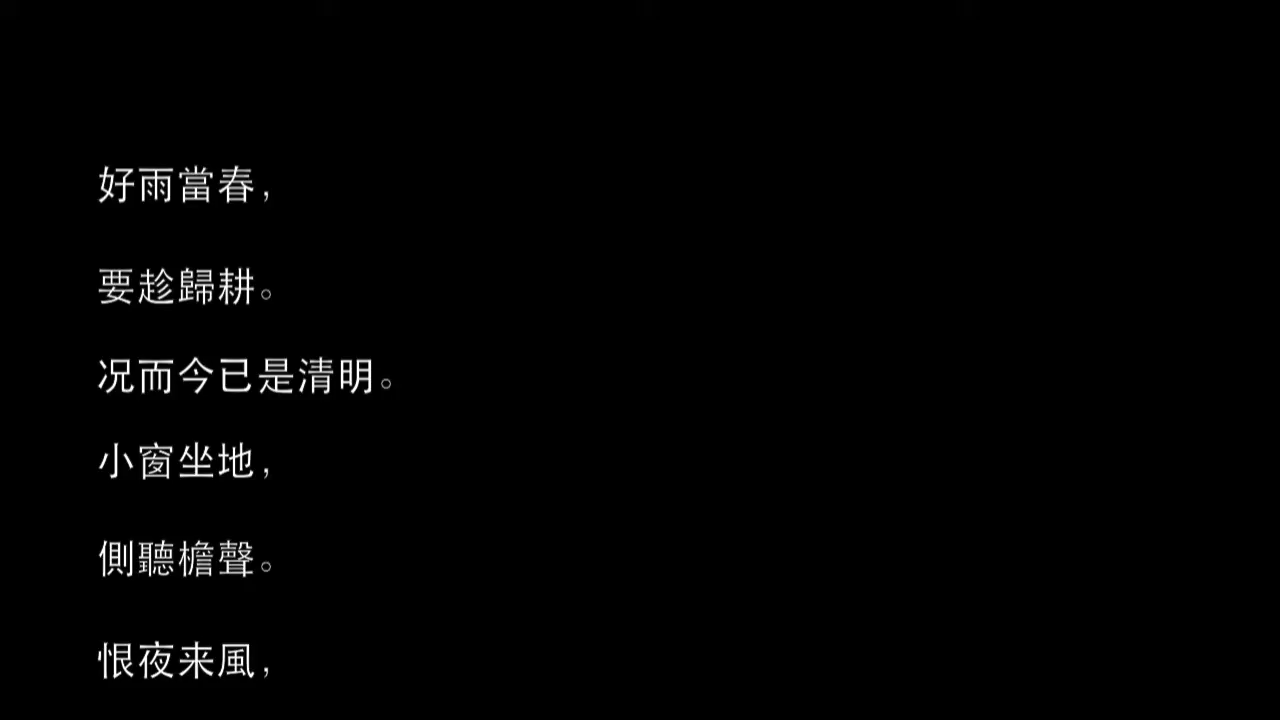 好雨當春，
要趁歸耕。
况而今已是清明。
小窗坐地，
側聽檐聲。
恨夜来風，